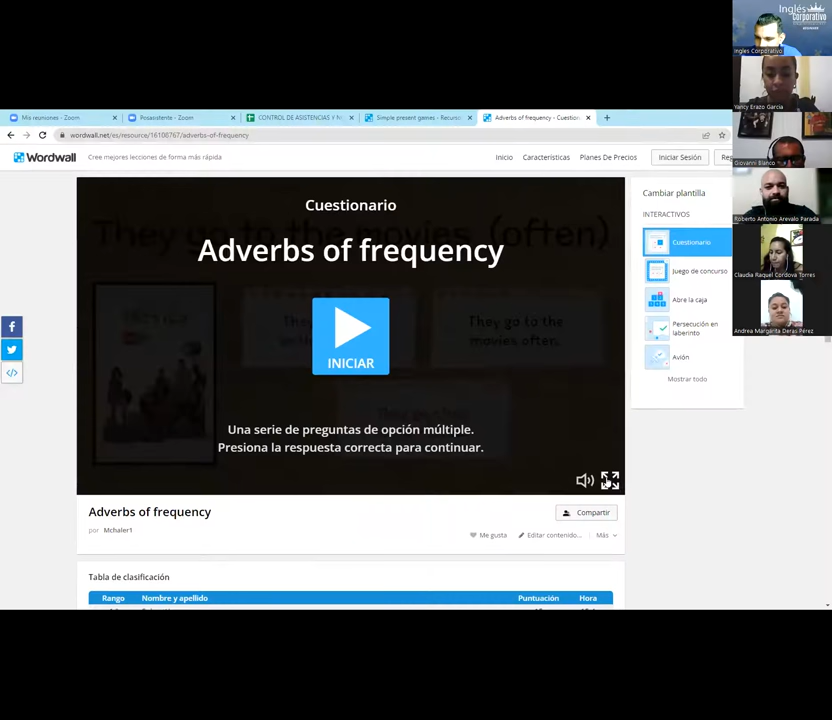 Inglés
Corporativo
Ingles Corporativo
Yancy Erazo Garcia
Giovanni Blanco
Roberto Antonio Arevalo Parada
Claudia Raquel Cordova Torres
Andrea Margarita Deras Pérez
Mis reuniones - Zoom
Posasistente - Zoom
CONTROL DE ASISTENCIAS Y N
Simple present games - Recurso
Adverbs of frequency - Cuestion
wordwall.net/es/resource/16108767/adverbs-of-frequency
Wordwall
Cree mejores lecciones de forma más rápida
Inicio
Características
Planes De Precios
Iniciar Sesión
Reg
They go to the movies. (often)
They go to the
movies often.
Cuestionario
Adverbs of frequency
INICIAR
Una serie de preguntas de opción múltiple.
Presiona la respuesta correcta para continuar.
Cambiar plantilla
INTERACTIVOS
Cuestionario
Juego de concurso
Abre la caja
Persecución en
laberinto
Avión
Mostrar todo
Adverbs of frequency
Compartir
por Mchaler1
Me gusta
Editar contenido...
Más
Tabla de clasificación
Rango Nombre y apellido Puntuación Hora